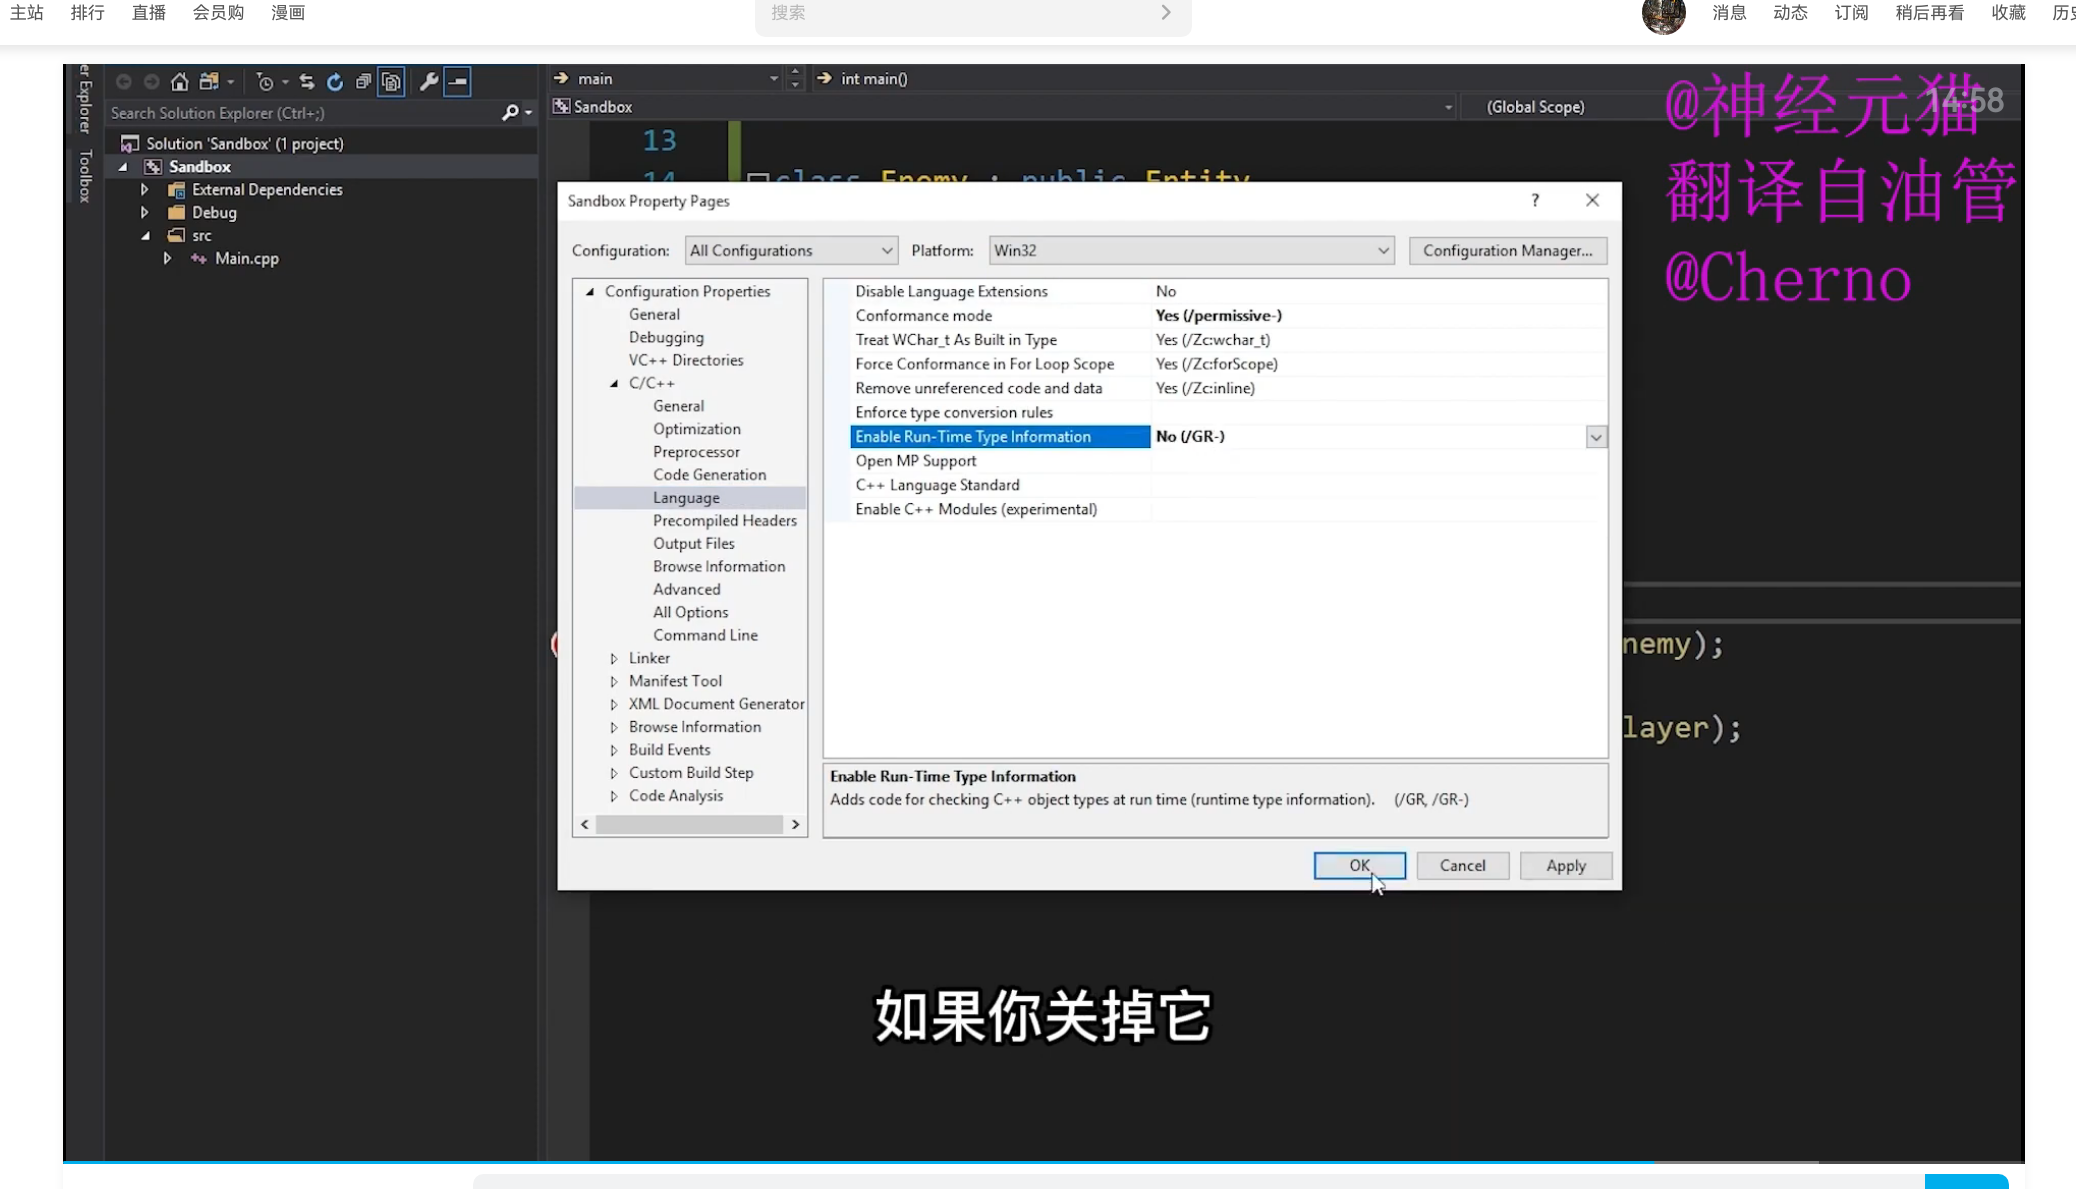 主站 排行 直播 会员购 漫画 搜索 消息 动态 订阅 稍后再看 收藏
er Explorer
Toolbox
Search Solution Explorer (Ctrl+;)
Solution 'Sandbox' (1 project)
Sandbox
External Dependencies
Debug
src
Main.cpp
main
int main()
Sandbox
(Global Scope)
13
14 class Enemy : public Entity
@神经元猫
14:58
翻译自油管
@Cherno
Sandbox Property Pages
?
Configuration: All Configurations Platform: Win32 Configuration Manager...
Configuration Properties
General
Debugging
VC++ Directories
C/C++
General
Optimization
Preprocessor
Code Generation
Language
Precompiled Headers
Output Files
Browse Information
Advanced
All Options
Command Line
Linker
Manifest Tool
XML Document Generator
Browse Information
Build Events
Custom Build Step
Code Analysis
Disable Language Extensions No
Conformance mode Yes (/permissive-)
Treat WChar_t As Built in Type Yes (/Zc:wchar_t)
Force Conformance in For Loop Scope Yes (/Zc:forScope)
Remove unreferenced code and data Yes (/Zc:inline)
Enforce type conversion rules
Enable Run-Time Type Information No (/GR-)
Open MP Support
C++ Language Standard
Enable C++ Modules (experimental)
nemy);
layer);
Enable Run-Time Type Information
Adds code for checking C++ object types at run time (runtime type information). (/GR, /GR-)
OK Cancel Apply
如果你关掉它